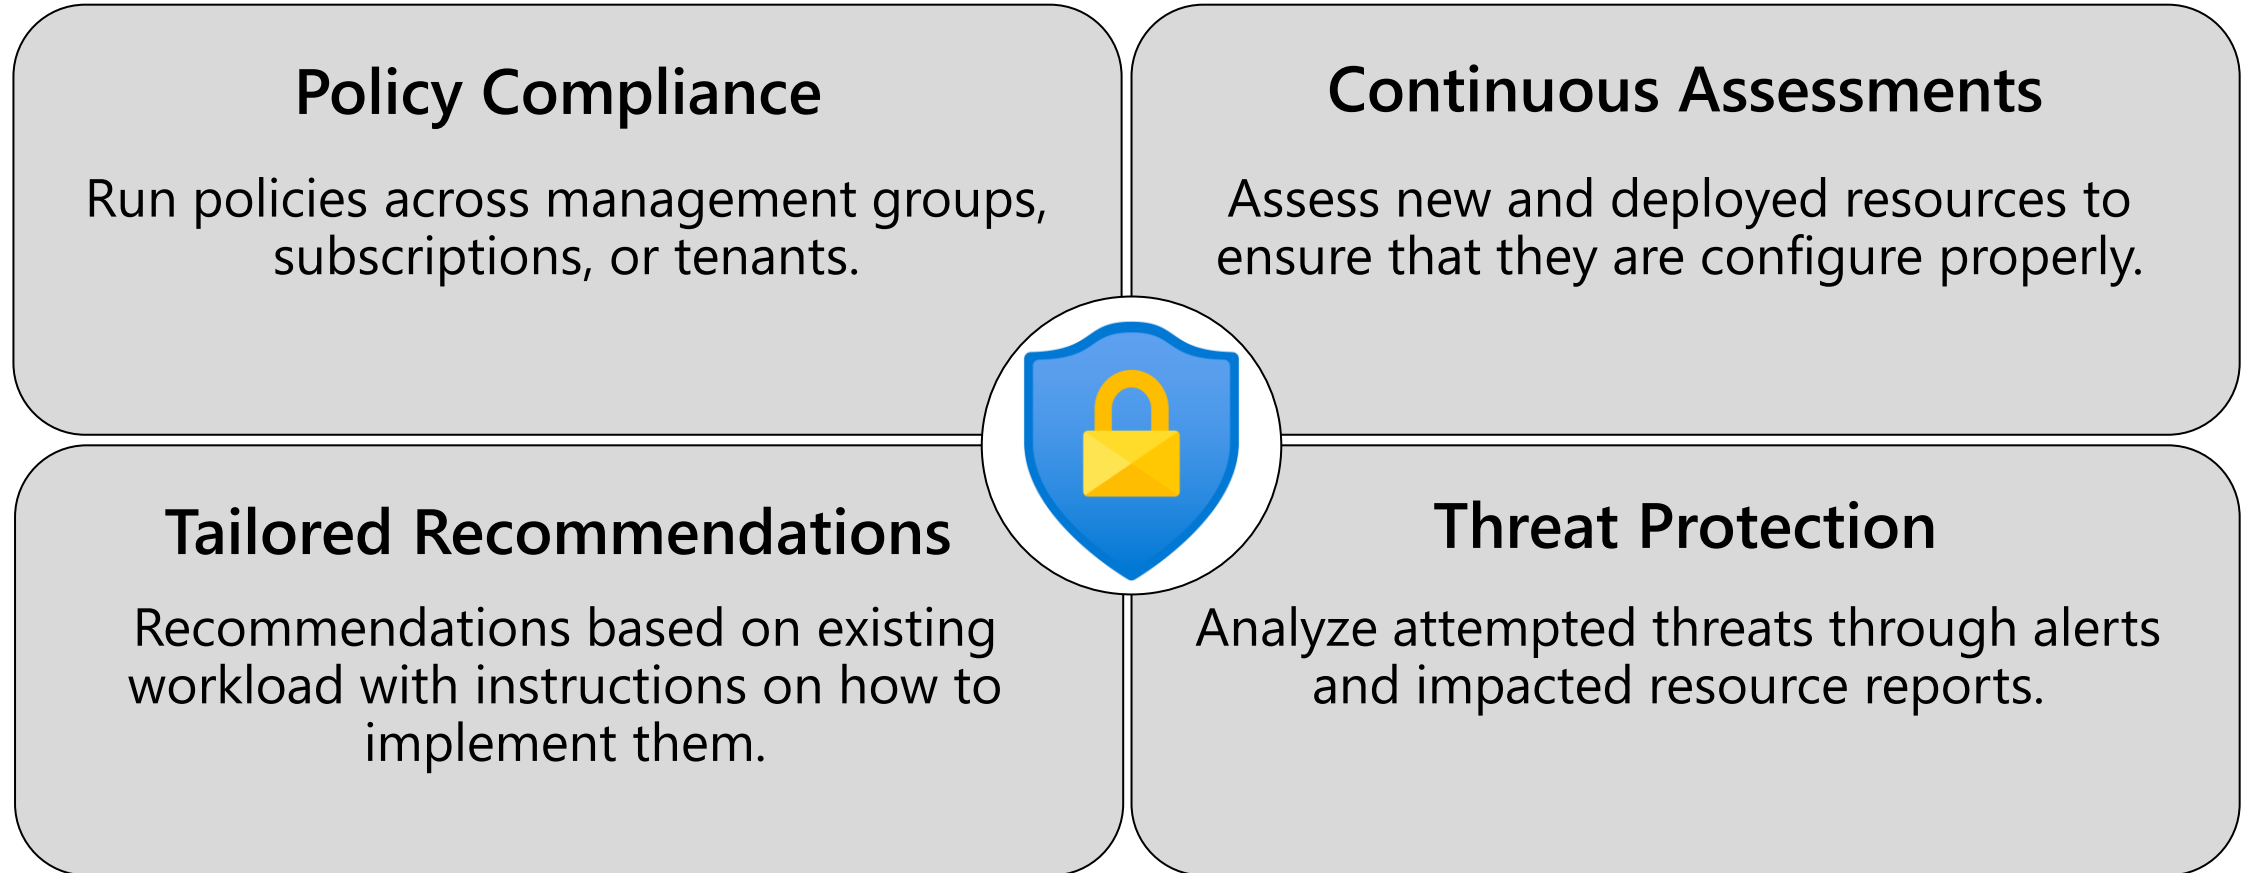 Policy Compliance
Run policies across management groups,
subscriptions, or tenants.
Continuous Assessments
Assess new and deployed resources to
ensure that they are configure properly.
Tailored Recommendations
Recommendations based on existing
workload with instructions on how to
implement them.
Threat Protection
Analyze attempted threats through alerts
and impacted resource reports.